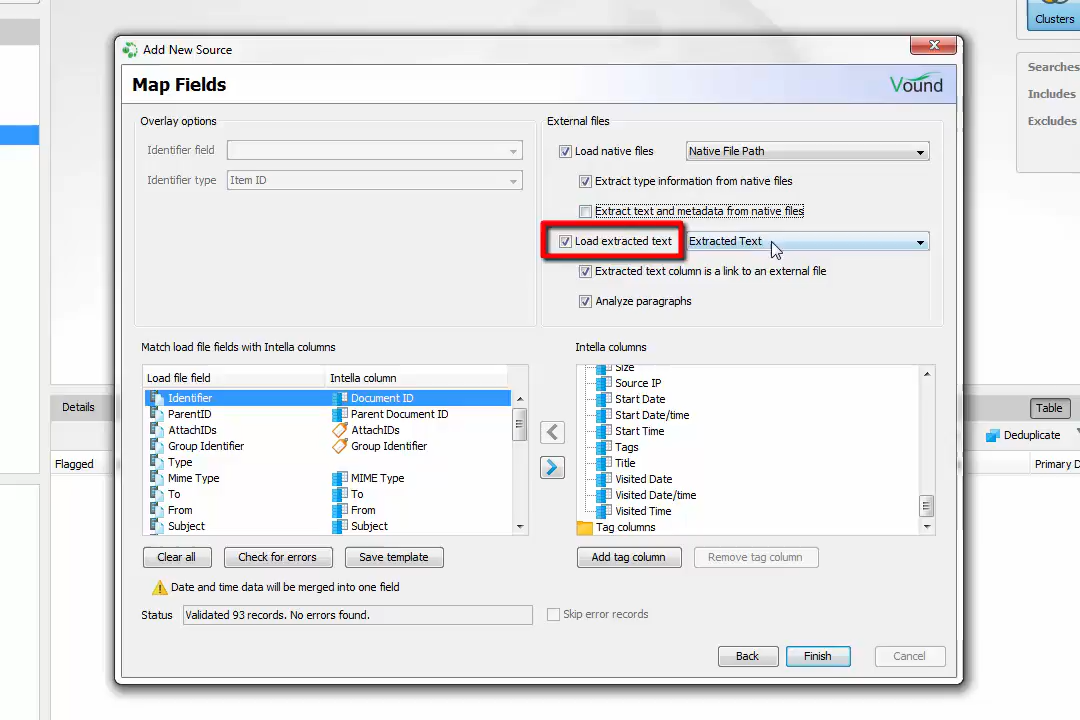 Add New Source
Clusters
Map Fields
Vound
Searches
Includes
Excludes
Overlay options
Identifier field
Identifier type Item ID
External files
Load native files Native File Path
Extract type information from native files
Extract text and metadata from native files
Load extracted text Extracted Text
Extracted text column is a link to an external file
Analyze paragraphs
Match load file fields with Intella columns
Load file field Intella column
Identifier Document ID
ParentID Parent Document ID
AttachIDs AttachIDs
Group Identifier Group Identifier
Type
Mime Type MIME Type
To To
From From
Subject Subject
Clear all Check for errors Save template
Date and time data will be merged into one field
Status Validated 93 records. No errors found.
Intella columns
Size
Source IP
Start Date
Start Date/time
Start Time
Tags
Title
Visited Date
Visited Date/time
Visited Time
Tag columns
Add tag column Remove tag column
Skip error records
Back Finish Cancel
Details
Flagged
Table
Deduplicate
Primary D